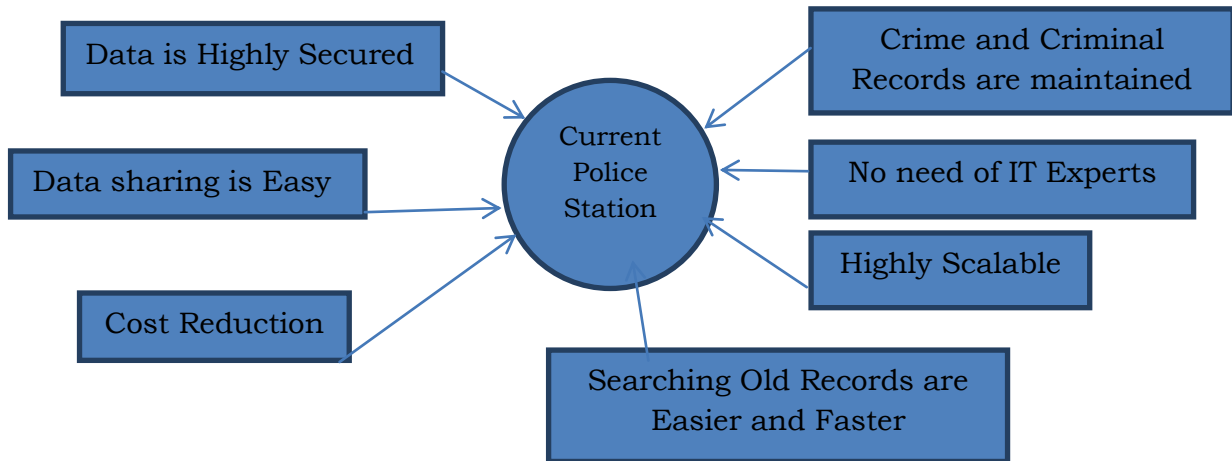 Data is Highly Secured
Crime and Criminal
Records are maintained
Current
Police
Station
Data sharing is Easy
No need of IT Experts
Highly Scalable
Cost Reduction
Searching Old Records are
Easier and Faster